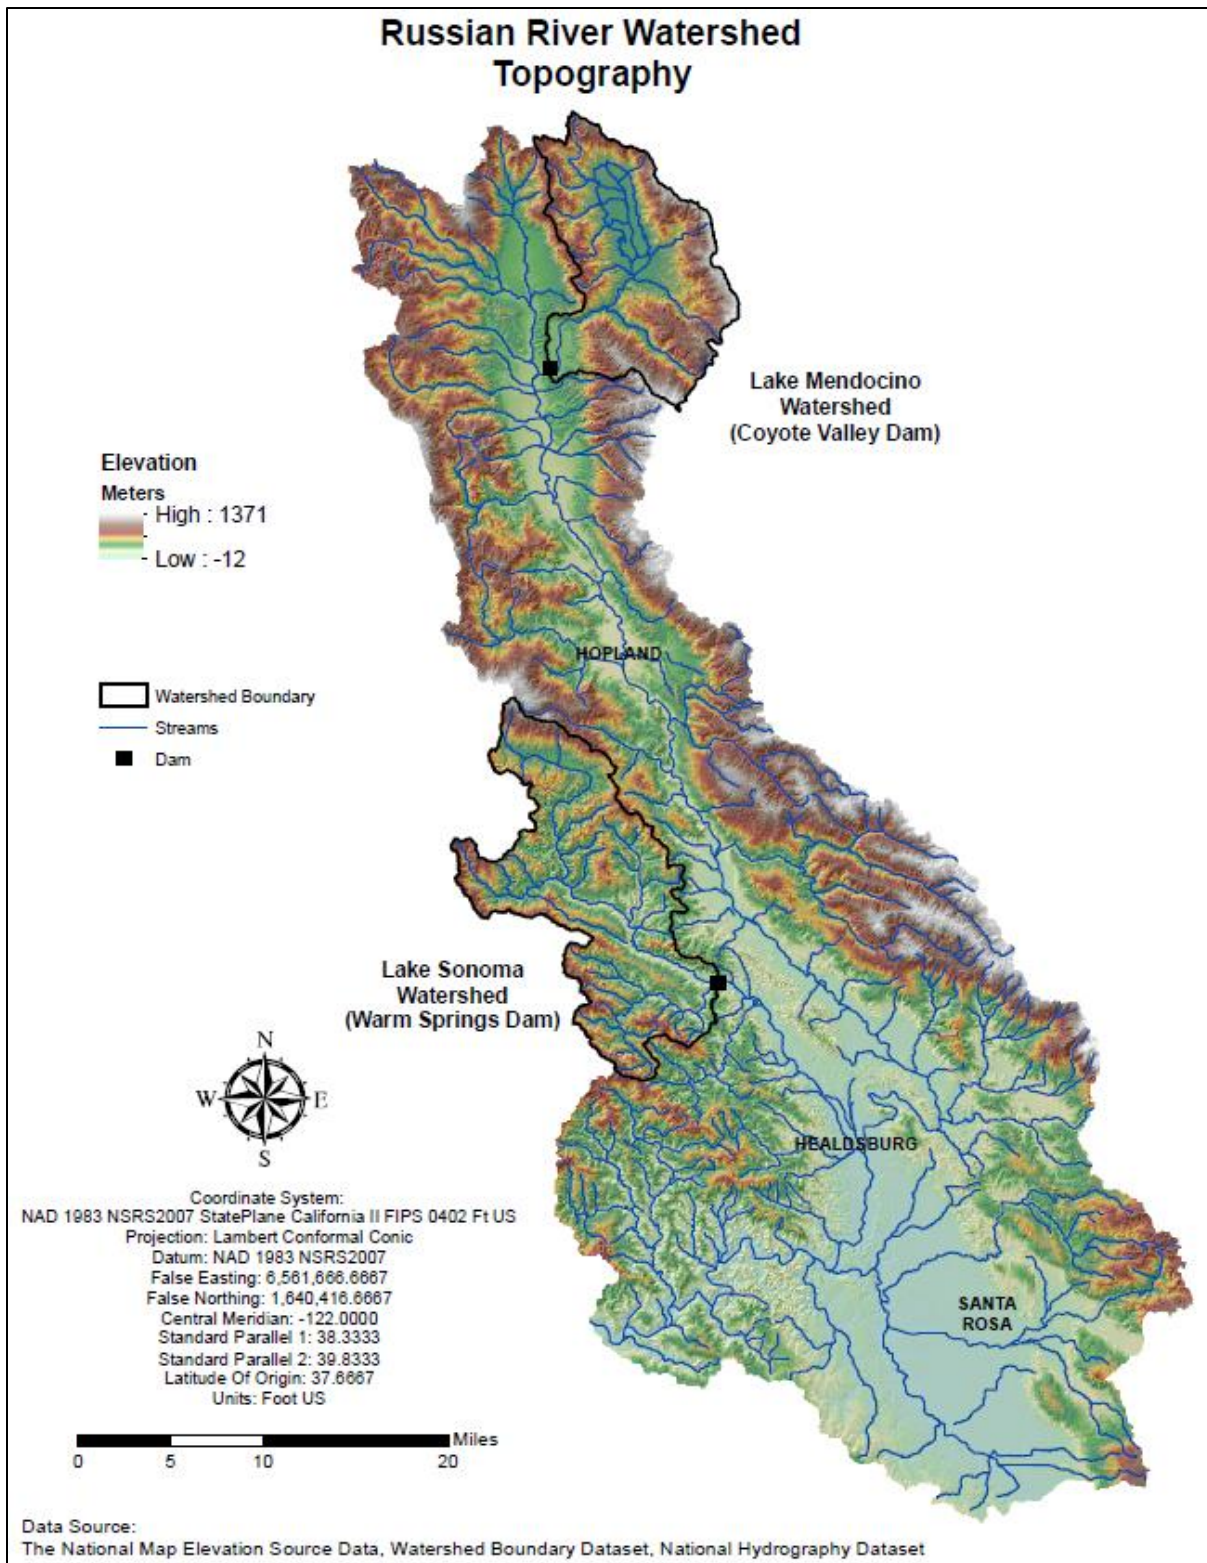 Russian River Watershed
Topography
Lake Mendocino
Watershed
(Coyote Valley Dam)
Elevation
Meters
High : 1371
Low : -12
HOPLAND
Watershed Boundary
Streams
Dam
Lake Sonoma
Watershed
(Warm Springs Dam)
N
W
E
S
HEALDSBURG
SANTA
ROSA
Coordinate System:
NAD 1983 NSRS2007 StatePlane California II FIPS 0402 Ft US
Projection: Lambert Conformal Conic
Datum: NAD 1983 NSRS2007
False Easting: 6,561,666.6667
False Northing: 1,640,416.6667
Central Meridian: -122.0000
Standard Parallel 1: 38.3333
Standard Parallel 2: 39.8333
Latitude Of Origin: 37.6667
Units: Foot US
Miles
0 5 10 20
Data Source:
The National Map Elevation Source Data, Watershed Boundary Dataset, National Hydrography Dataset